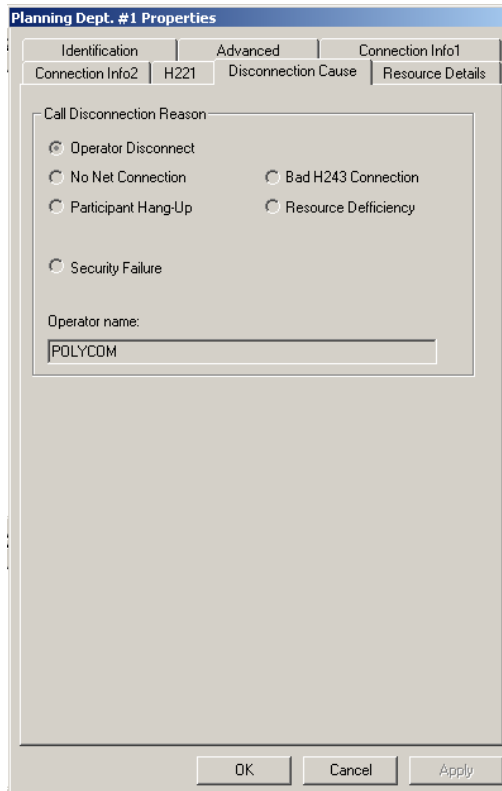 Planning Dept. #1 Properties
Identification Advanced Connection Info1
Connection Info2 H221 Disconnection Cause Resource Details
Call Disconnection Reason
Operator Disconnect
No Net Connection Bad H243 Connection
Participant Hang-Up Resource Defficiency
Security Failure
Operator name:
POLYCOM
OK Cancel Apply